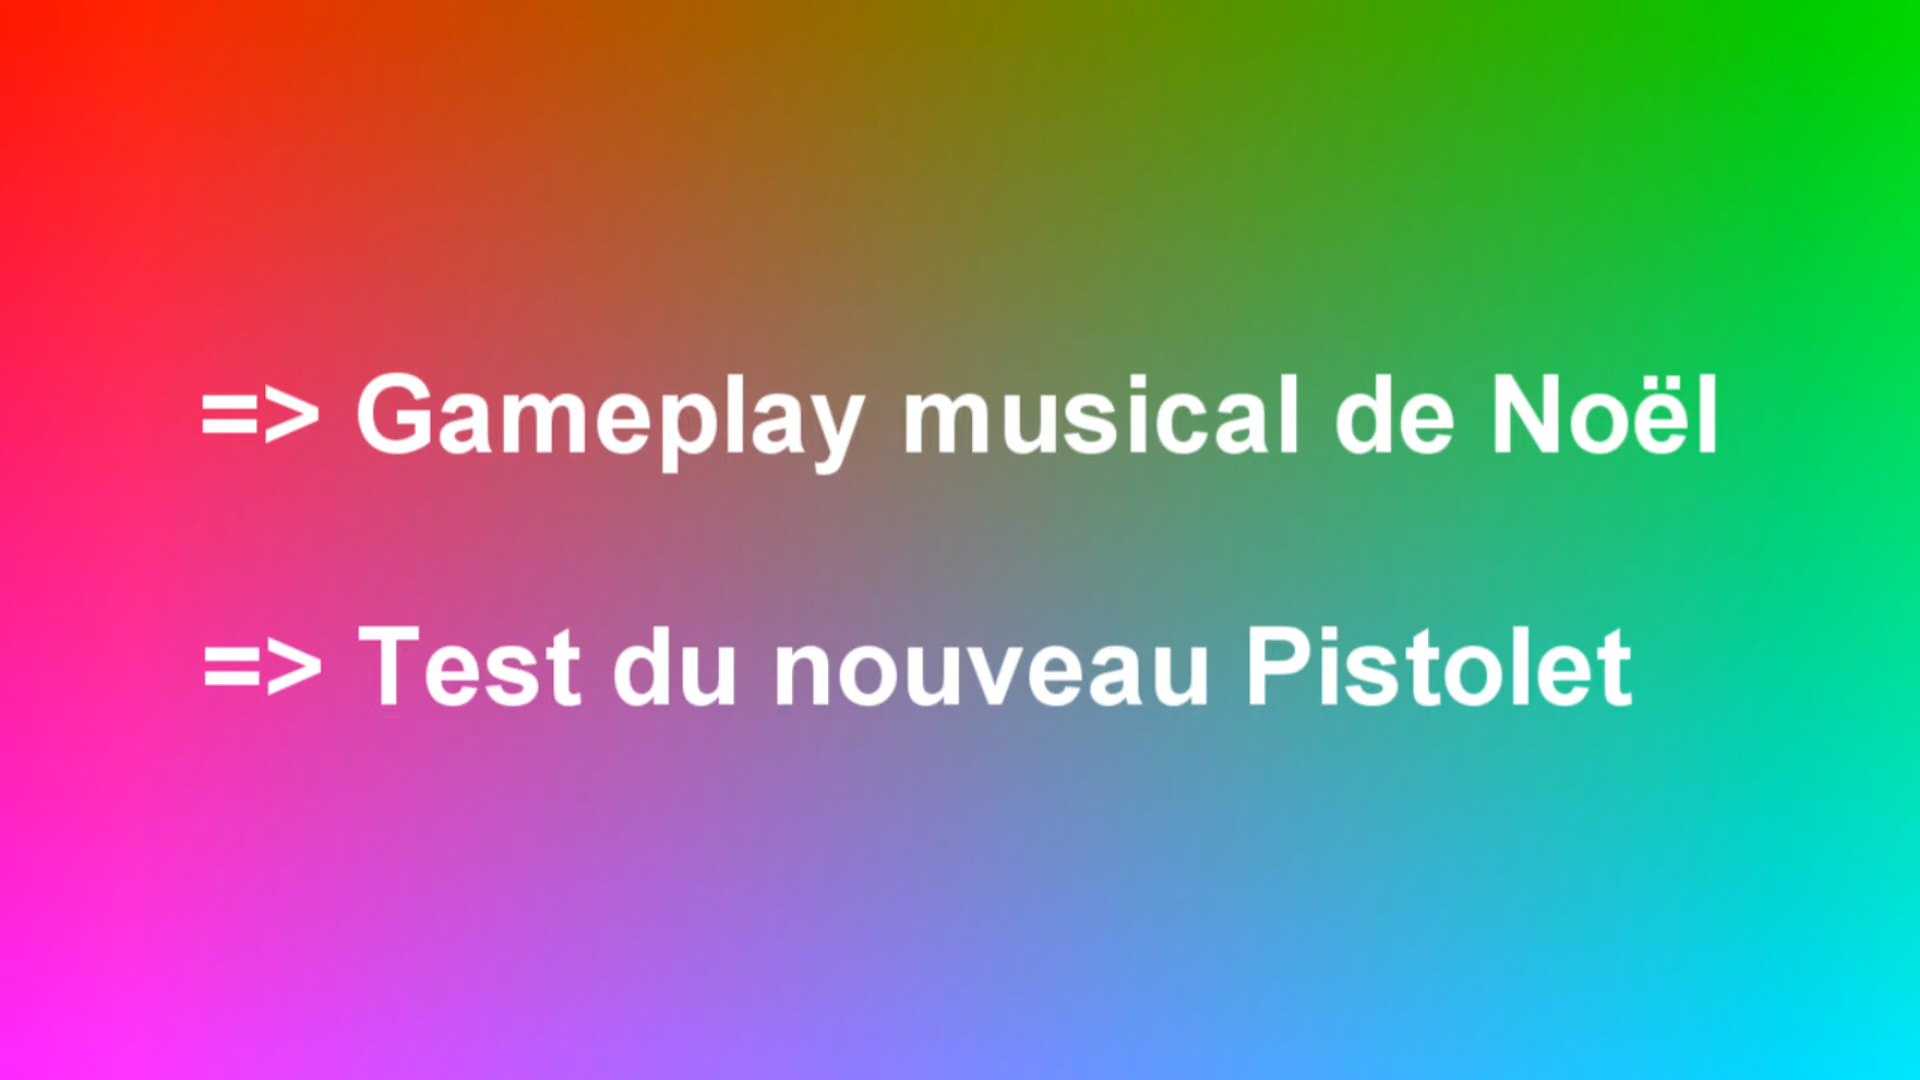 => Gameplay musical de Noël
=> Test du nouveau Pistolet